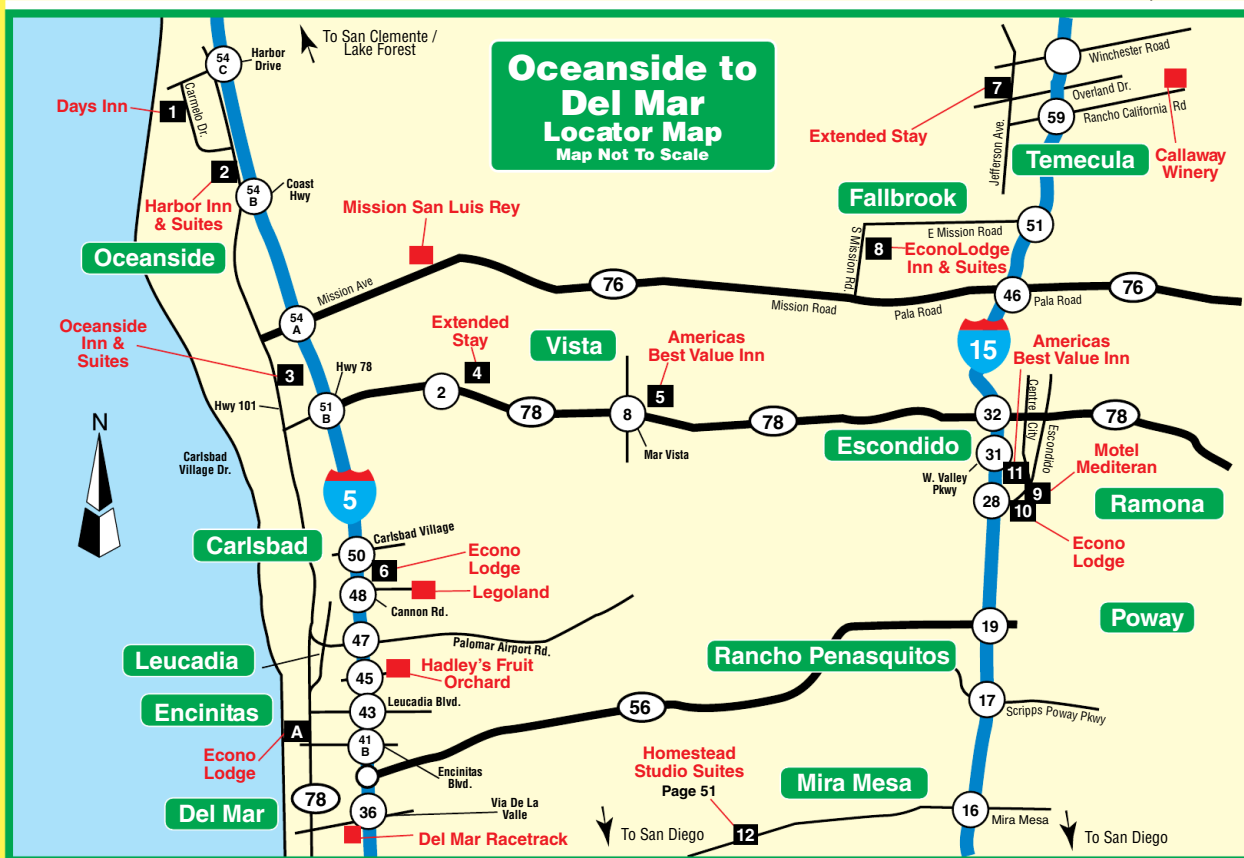 Oceanside to
Del Mar
Locator Map
Map Not To Scale
To San Clemente /
Lake Forest
54
C
Harbor
Drive
Carmelo Dr.
Days Inn
1
2
Harbor Inn
& Suites
54
B
Coast
Hwy
Oceanside
Mission San Luis Rey
Mission Ave
54
A
76
Mission Road
Pala Road
46
Pala Road
76
7
Extended Stay
Jefferson Ave.
Winchester Road
Overland Dr.
59
Rancho California Rd
Temecula
Callaway
Winery
Fallbrook
51
E Mission Road
S Mission Rd.
8
EconoLodge
Inn & Suites
15
Oceanside
Inn &
Suites
3
Hwy 101
Hwy 78
51
B
Extended
Stay
4
2
78
Vista
Americas
Best Value Inn
5
8
Mar Vista
78
Americas
Best Value Inn
Centre City
Escondido
32
78
Escondido
31
W. Valley
Pkwy
11
28
9
10
Motel
Mediteran
Ramona
Econo
Lodge
N
Carlsbad
Village Dr.
5
Carlsbad
50
Carlsbad Village
6
Econo
Lodge
48
Legoland
Cannon Rd.
47
Palomar Airport Rd.
Leucadia
45
Hadley's Fruit
Orchard
Encinitas
43
Leucadia Blvd.
A
Econo
Lodge
41
B
Encinitas
Blvd.
56
Rancho Penasquitos
19
Poway
17
Scripps Poway Pkwy
78
Del Mar
36
Via De La
Valle
Del Mar Racetrack
Homestead
Studio Suites
Page 51
12
To San Diego
Mira Mesa
16
Mira Mesa
To San Diego